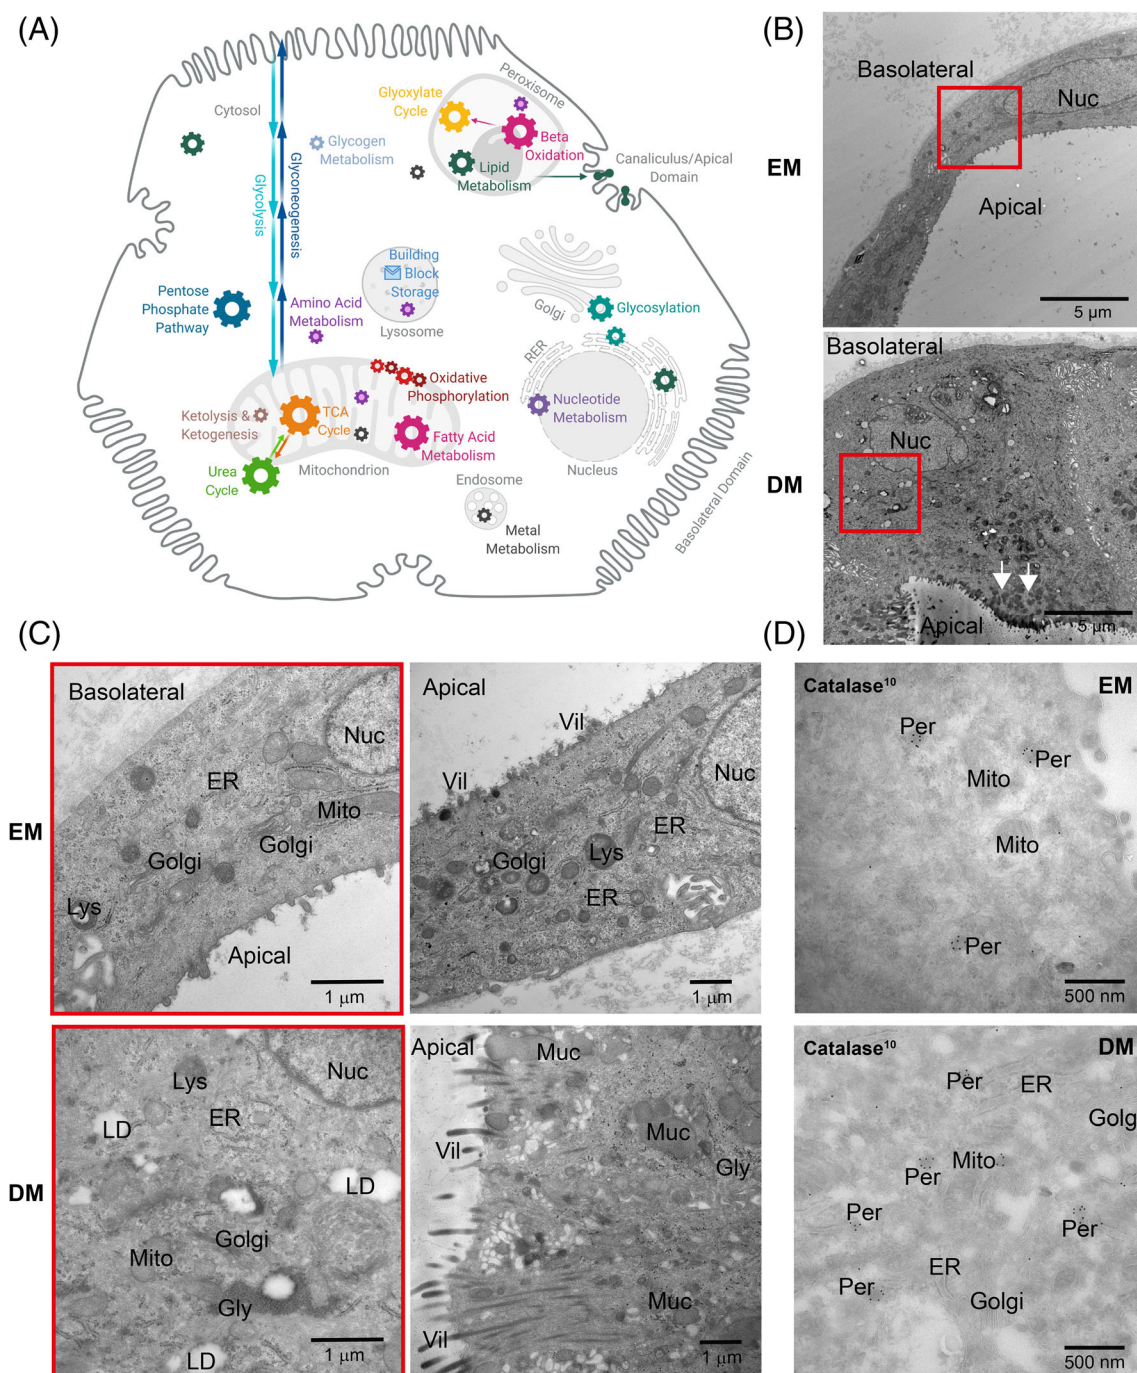 (A)
Cytosol
Glycolysis
Glyconeogenesis
Glycogen
Metabolism
Glyoxylate
Cycle
Peroxisome
Beta
Oxidation
Lipid
Metabolism
Canaliculus/Apical
Domain
Pentose
Phosphate
Pathway
Building
Block
Storage
Lysosome
Amino Acid
Metabolism
Golgi
Glycosylation
RER
Nucleotide
Metabolism
Nucleus
Oxidative
Phosphorylation
Ketolysis &
Ketogenesis
TCA
Cycle
Fatty Acid
Metabolism
Urea
Cycle
Mitochondrion
Endosome
Metal
Metabolism
Basolateral Domain
(B)
EM
Basolateral
Nuc
Apical
5 µm
DM
Basolateral
Nuc
Apical
5 µm
(C)
EM
Basolateral
Nuc
ER
Mito
Golgi
Golgi
Lys
Apical
1 µm
Apical
Vil
Vil
Nuc
ER
Golgi
Lys
ER
1 µm
DM
Nuc
Lys
ER
LD
LD
Golgi
Mito
Gly
LD
1 µm
Apical
Muc
Muc
Vil
Gly
Muc
Vil
1 µm
(D)
Catalase¹⁰
EM
Per
Per
Mito
Mito
Per
500 nm
Catalase¹⁰
DM
Per
ER
Golg
Mito
Per
Per
Per
ER
Per
Golgi
500 nm